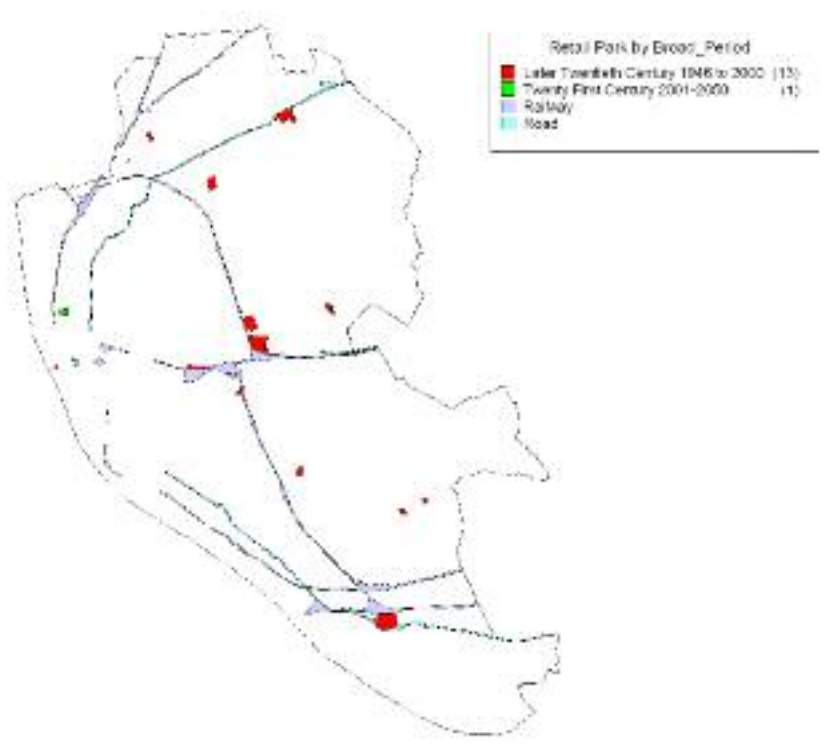 Retail Park by Broad_Period
Later Twentieth Century 1946 to 2000 (13)
Twenty First Century 2001-2050 (1)
Railway
Road